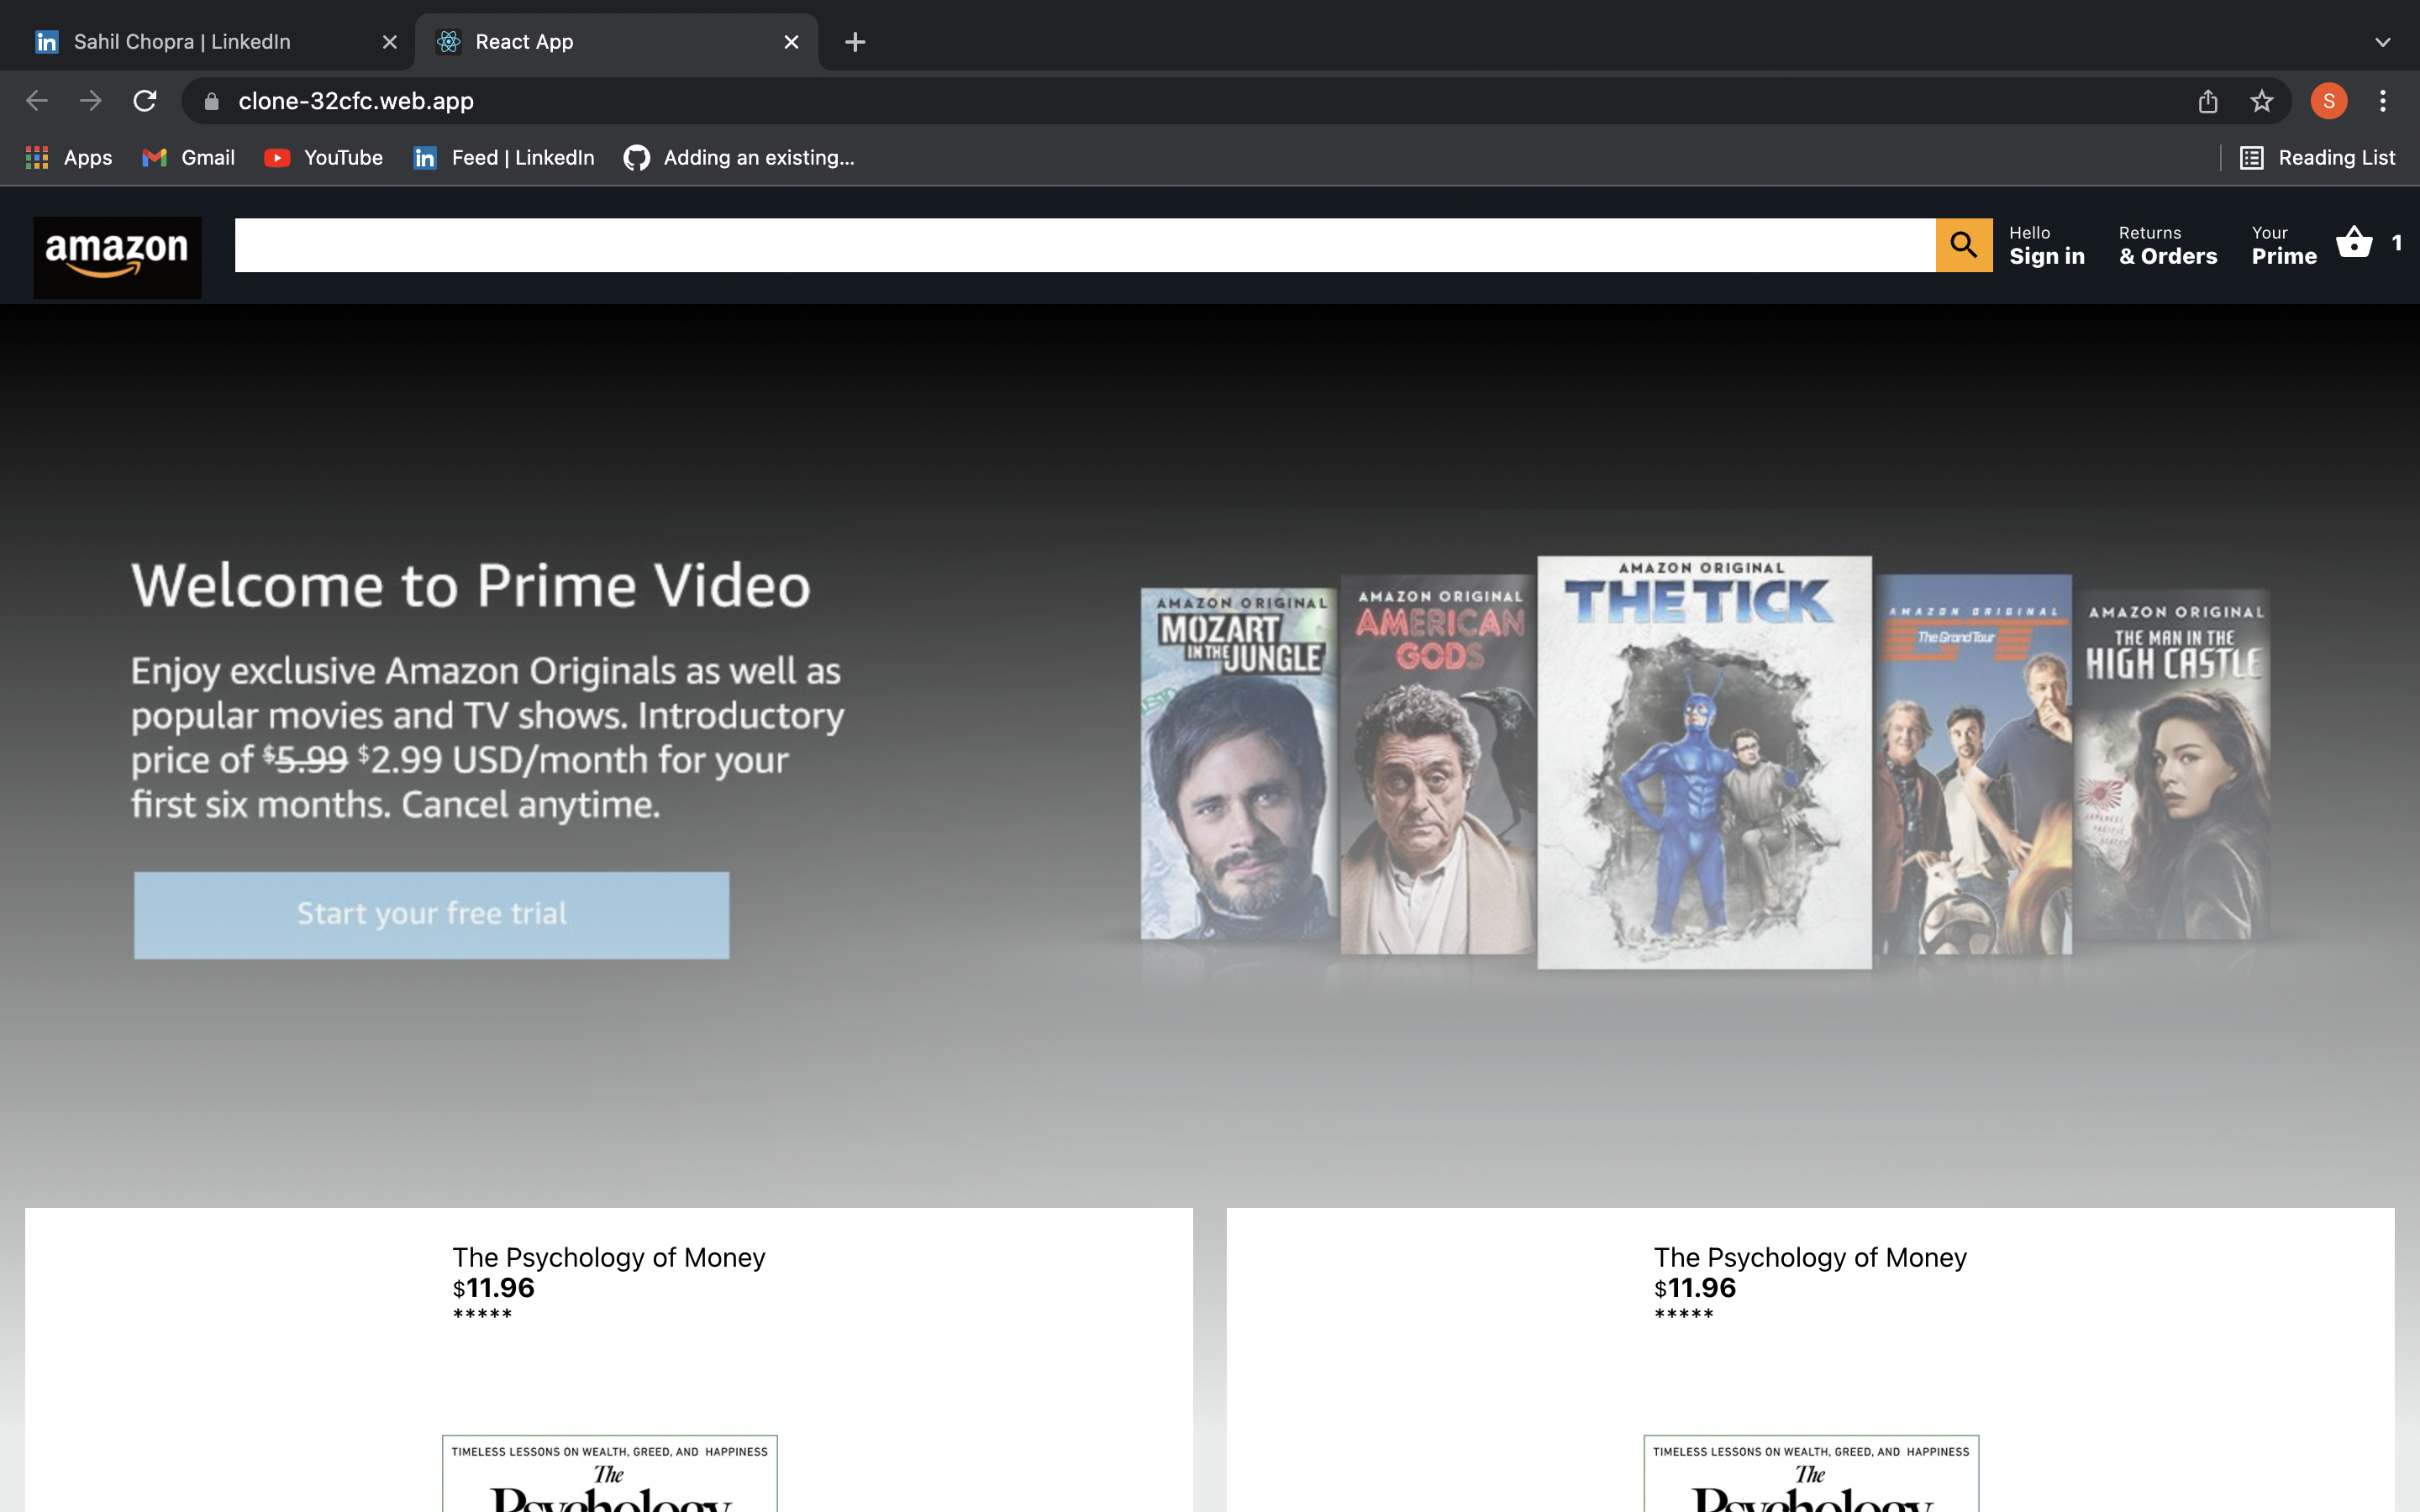 Sahil Chopra | LinkedIn
React App
clone-32cfc.web.app
S
Apps
Gmail
YouTube
Feed | LinkedIn
Adding an existing...
Reading List
amazon
Hello
Sign in
Returns
& Orders
Your
Prime
1
Welcome to Prime Video
Enjoy exclusive Amazon Originals as well as
popular movies and TV shows. Introductory
price of $5.99 $2.99 USD/month for your
first six months. Cancel anytime.
Start your free trial
AMAZON ORIGINAL
MOZART
IN THE JUNGLE
AMAZON ORIGINAL
AMERICAN
GODS
AMAZON ORIGINAL
THE TICK
AMAZON ORIGINAL
The Grand Tour
AMAZON ORIGINAL
THE MAN IN THE
HIGH CASTLE
JAPANESE
PACIFIC
STATES
The Psychology of Money
$11.96
*****
TIMELESS LESSONS ON WEALTH, GREED, AND HAPPINESS
The
Psychology
The Psychology of Money
$11.96
*****
TIMELESS LESSONS ON WEALTH, GREED, AND HAPPINESS
The
Psychology